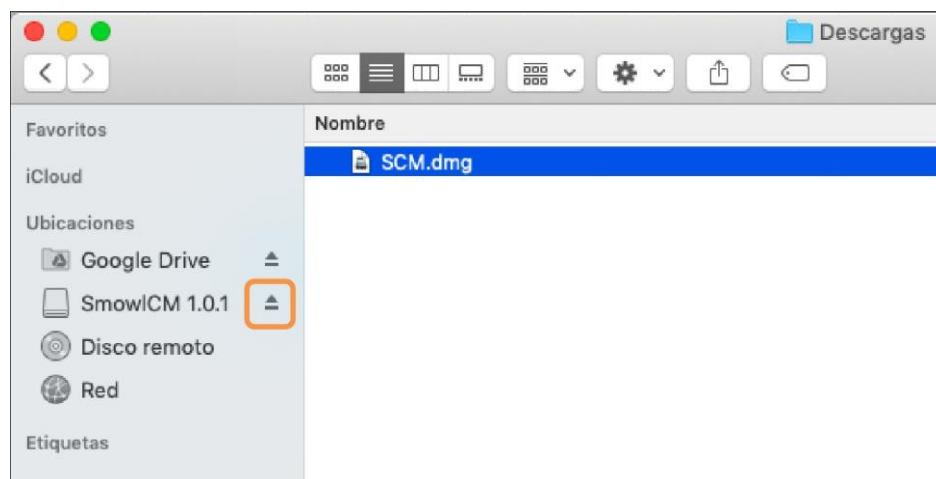 Descargas
Favoritos
Nombre
SCM.dmg
iCloud
Ubicaciones
Google Drive
SmowlCM 1.0.1
Disco remoto
Red
Etiquetas